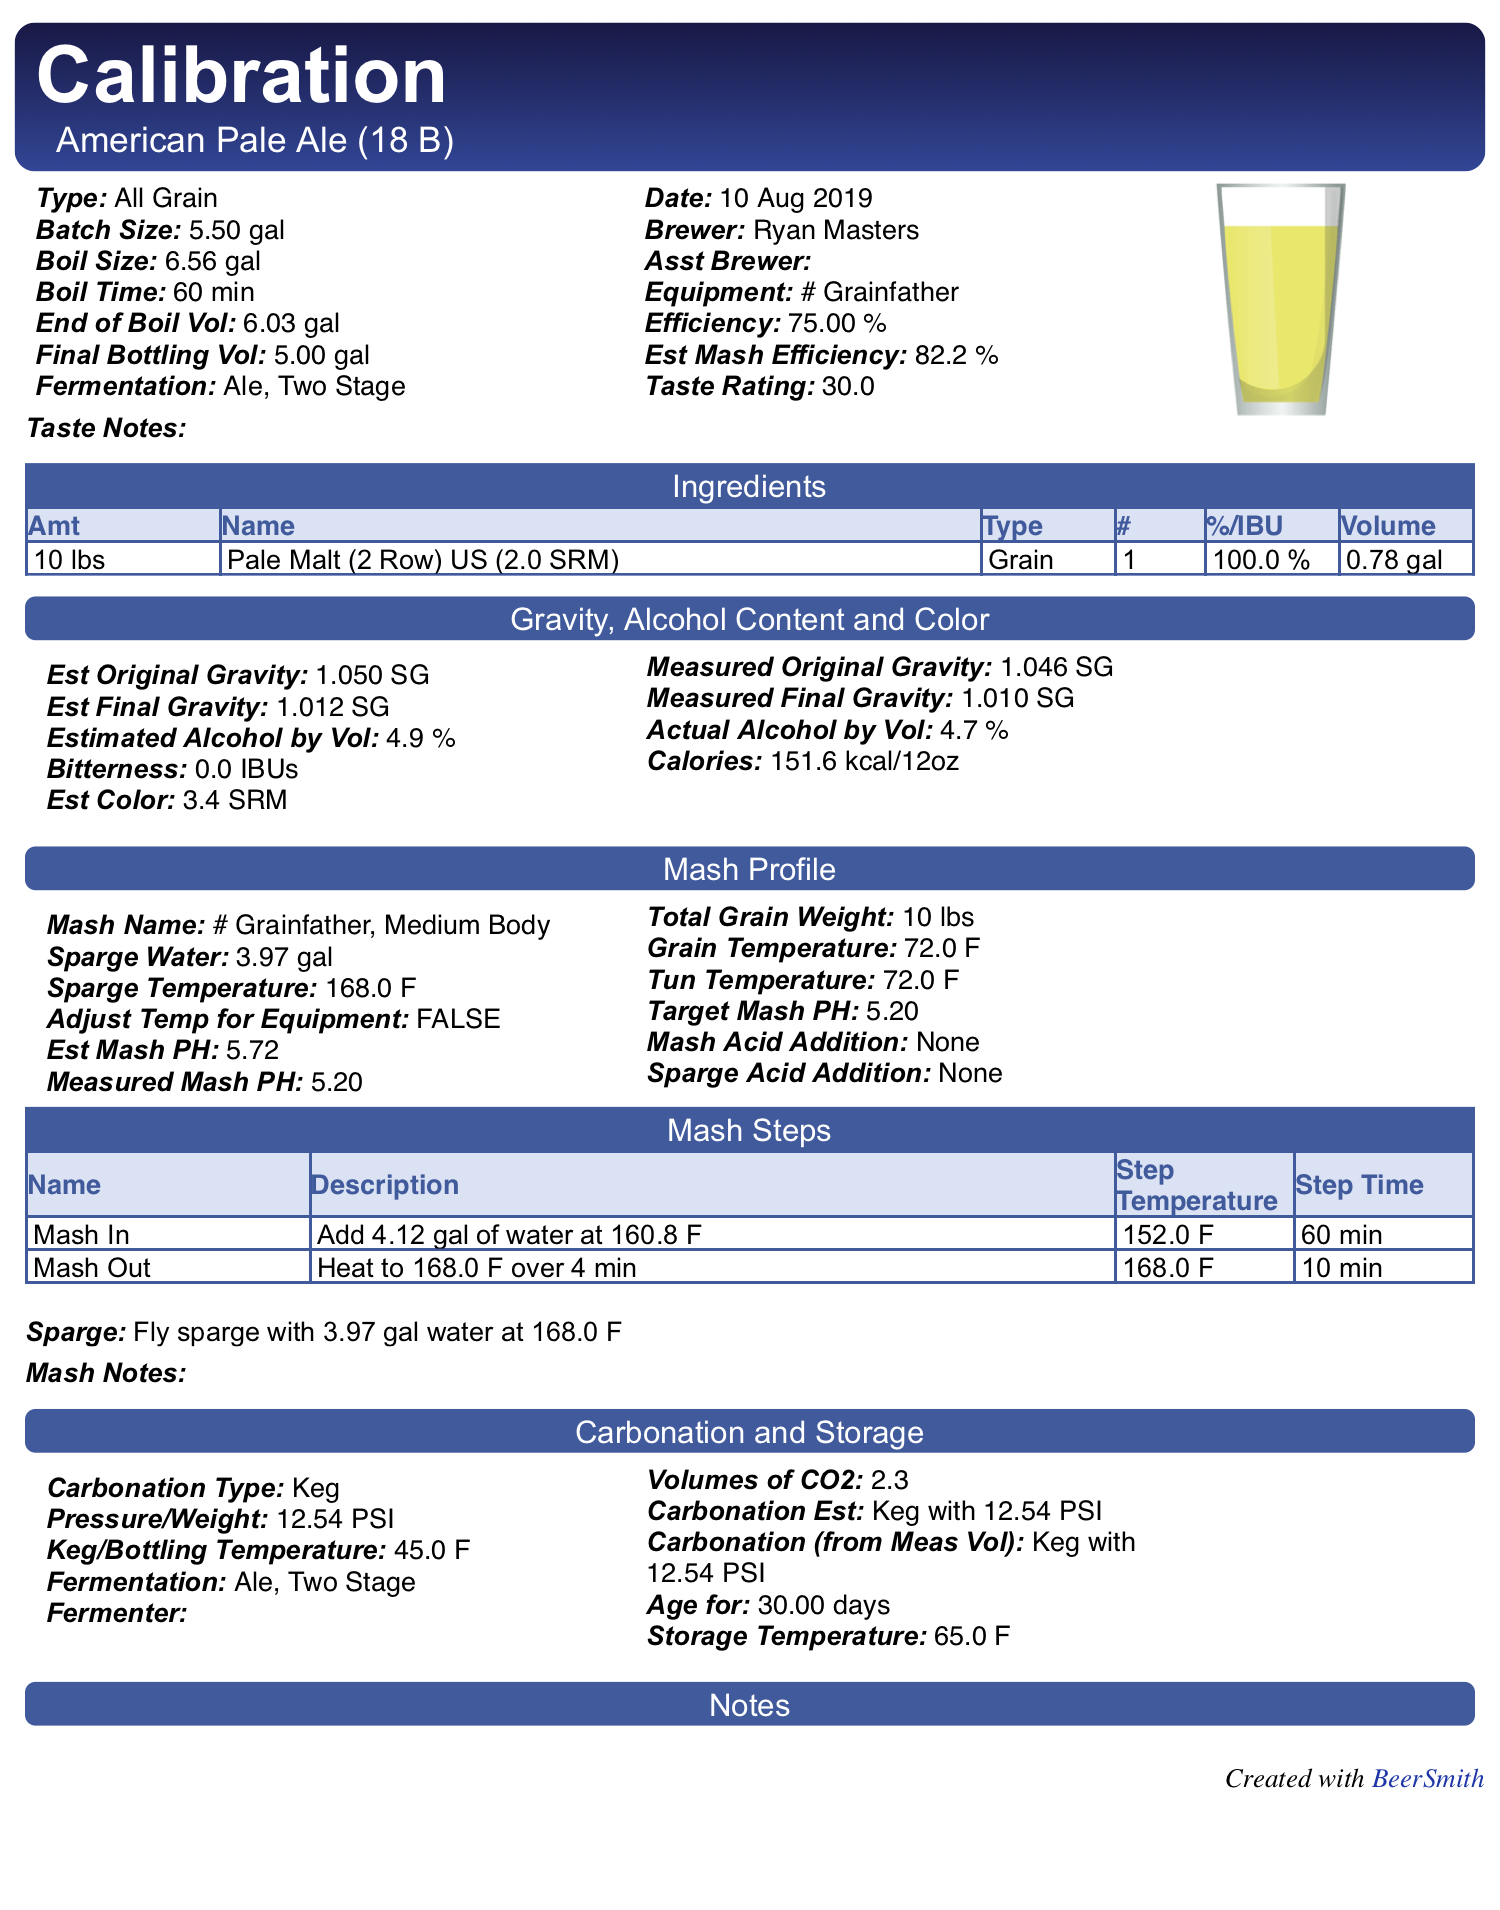 Calibration
American Pale Ale (18 B)
Type: All Grain
Batch Size: 5.50 gal
Boil Size: 6.56 gal
Boil Time: 60 min
End of Boil Vol: 6.03 gal
Final Bottling Vol: 5.00 gal
Fermentation: Ale, Two Stage
Date: 10 Aug 2019
Brewer: Ryan Masters
Asst Brewer:
Equipment: # Grainfather
Efficiency: 75.00 %
Est Mash Efficiency: 82.2 %
Taste Rating: 30.0
Taste Notes:
Ingredients
Amt Name Type # %/IBU Volume
10 lbs Pale Malt (2 Row) US (2.0 SRM) Grain 1 100.0 % 0.78 gal
Gravity, Alcohol Content and Color
Est Original Gravity: 1.050 SG
Est Final Gravity: 1.012 SG
Estimated Alcohol by Vol: 4.9 %
Bitterness: 0.0 IBUs
Est Color: 3.4 SRM
Measured Original Gravity: 1.046 SG
Measured Final Gravity: 1.010 SG
Actual Alcohol by Vol: 4.7 %
Calories: 151.6 kcal/12oz
Mash Profile
Mash Name: # Grainfather, Medium Body
Sparge Water: 3.97 gal
Sparge Temperature: 168.0 F
Adjust Temp for Equipment: FALSE
Est Mash PH: 5.72
Measured Mash PH: 5.20
Total Grain Weight: 10 lbs
Grain Temperature: 72.0 F
Tun Temperature: 72.0 F
Target Mash PH: 5.20
Mash Acid Addition: None
Sparge Acid Addition: None
Mash Steps
Name Description Step Temperature Step Time
Mash In Add 4.12 gal of water at 160.8 F 152.0 F 60 min
Mash Out Heat to 168.0 F over 4 min 168.0 F 10 min
Sparge: Fly sparge with 3.97 gal water at 168.0 F
Mash Notes:
Carbonation and Storage
Carbonation Type: Keg
Pressure/Weight: 12.54 PSI
Keg/Bottling Temperature: 45.0 F
Fermentation: Ale, Two Stage
Fermenter:
Volumes of CO2: 2.3
Carbonation Est: Keg with 12.54 PSI
Carbonation (from Meas Vol): Keg with
12.54 PSI
Age for: 30.00 days
Storage Temperature: 65.0 F
Notes
Created with BeerSmith